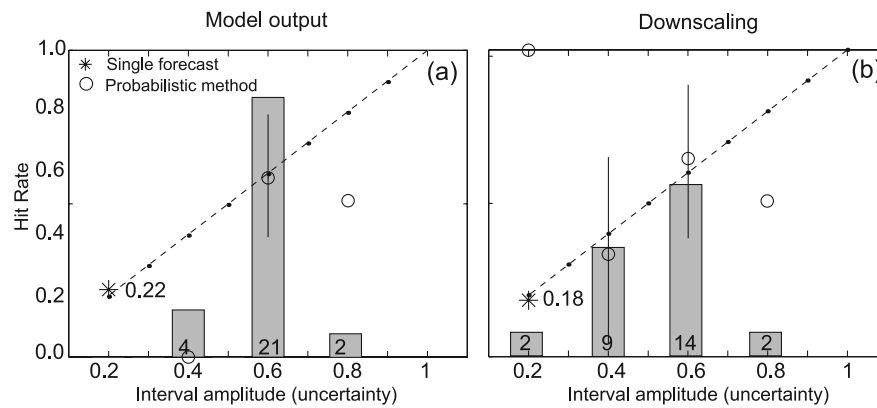 Model output
Downscaling
1.0
0.8
0.6
0.4
0.2
0.0
Hit Rate
Single forecast
Probabilistic method
(a)
0.22
4
21
2
0.2 0.4 0.6 0.8 1
Interval amplitude (uncertainty)
(b)
0.18
2
9
14
2
0.2 0.4 0.6 0.8 1
Interval amplitude (uncertainty)